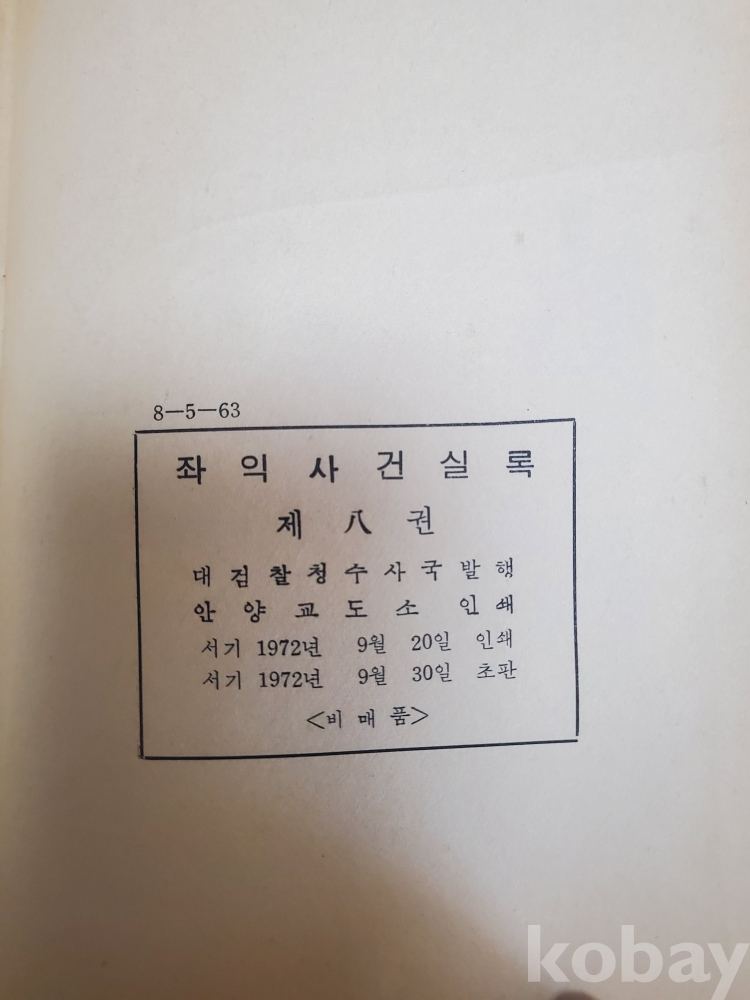 8—5—63
좌 익 사 건 실 록
제 八 권
대 검 찰 청 수 사 국 발 행
안 양 교 도 소 인 쇄
서기 1972년 9월 20일 인쇄
서기 1972년 9월 30일 초판
<비 매 품>
kobay